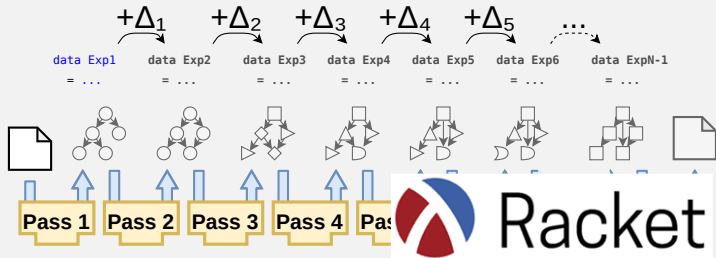 +Δ1 +Δ2 +Δ3 +Δ4 +Δ5 ...
data Exp1 data Exp2 data Exp3 data Exp4 data Exp5 data Exp6 data ExpN-1
= ... = ... = ... = ... = ... = ... = ...
Pass 1 Pass 2 Pass 3 Pass 4
Racket